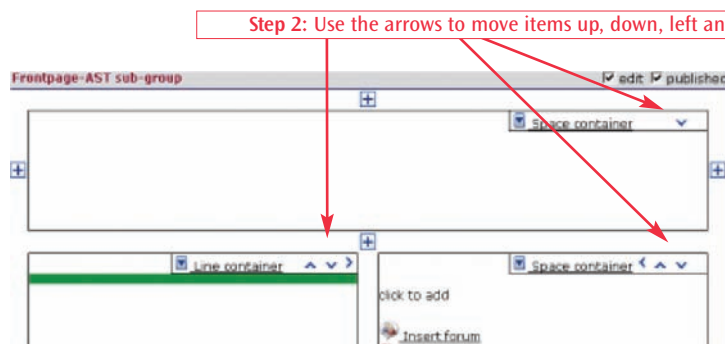 Step 2: Use the arrows to move items up, down, left an
Frontpage-AST sub-group
edit published
Space container
Line container
Space container
click to add
Insert forum